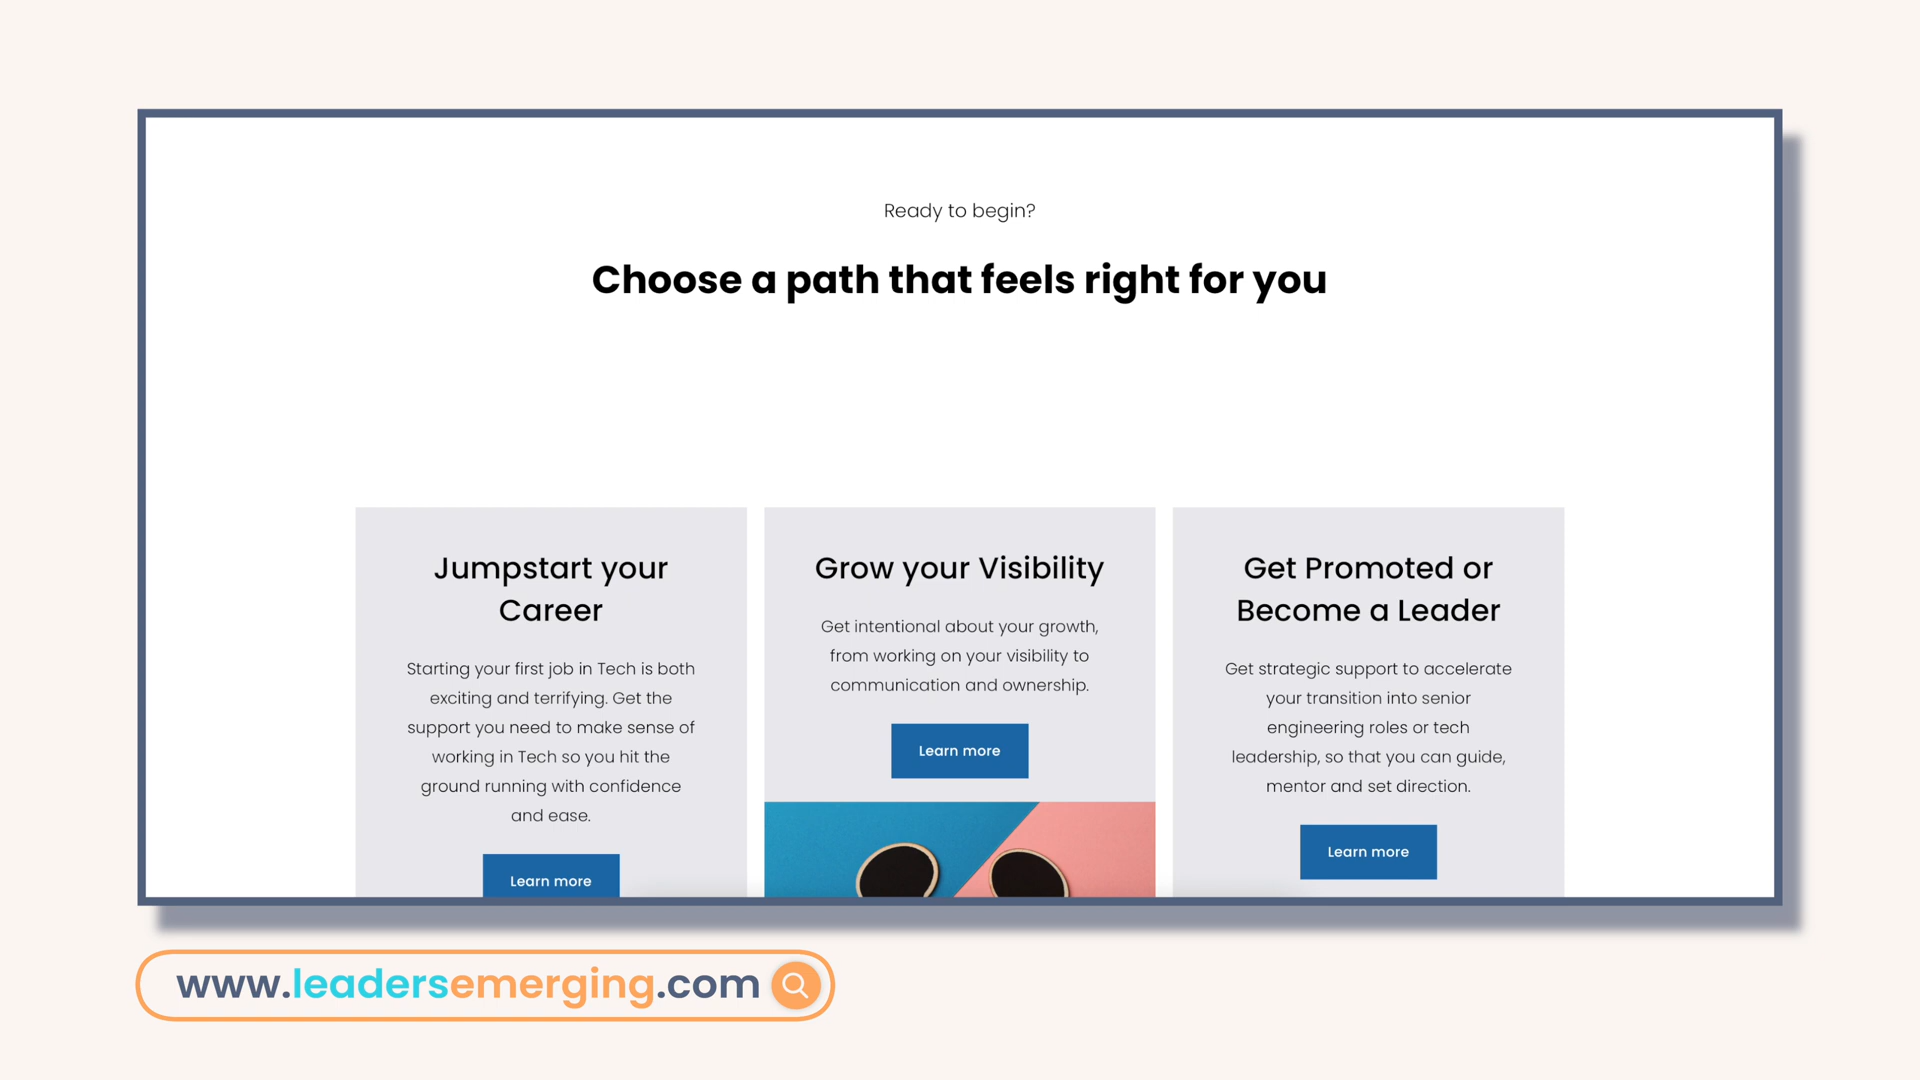 Ready to begin?
Choose a path that feels right for you
Jumpstart your
Career
Starting your first job in Tech is both
exciting and terrifying. Get the
support you need to make sense of
working in Tech so you hit the
ground running with confidence
and ease.
Learn more
Grow your Visibility
Get intentional about your growth,
from working on your visibility to
communication and ownership.
Learn more
Get Promoted or
Become a Leader
Get strategic support to accelerate
your transition into senior
engineering roles or tech
leadership, so that you can guide,
mentor and set direction.
Learn more
www.leadersemerging.com